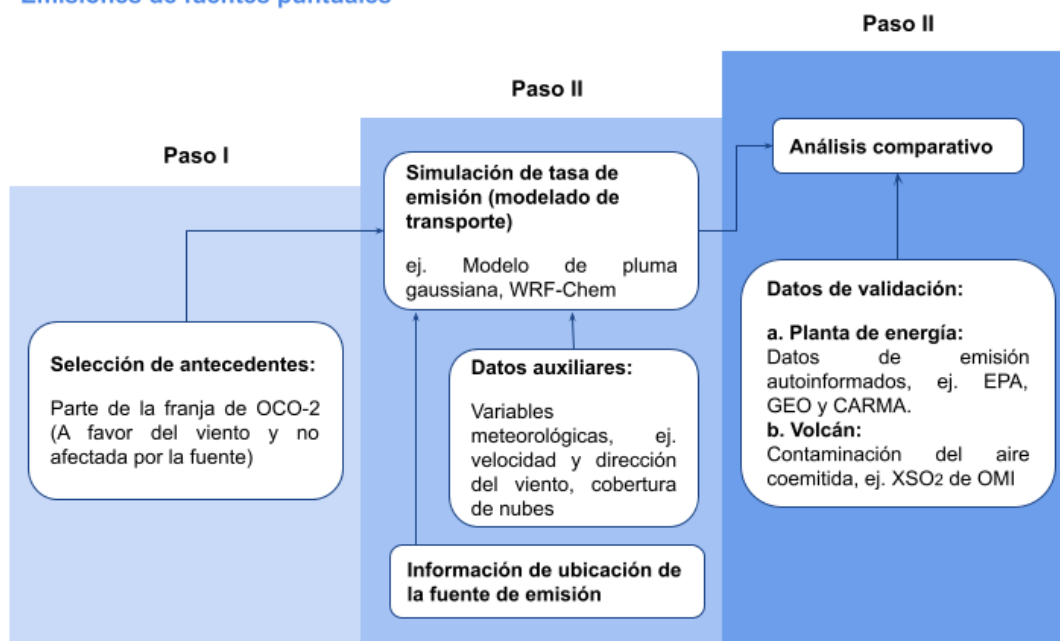 Emisiones de fuentes puntuales
Paso I
Selección de antecedentes:
Parte de la franja de OCO-2
(A favor del viento y no
afectada por la fuente)
Paso II
Simulación de tasa de
emisión (modelado de
transporte)
ej. Modelo de pluma
gaussiana, WRF-Chem
Datos auxiliares:
Variables
meteorológicas, ej.
velocidad y dirección
del viento, cobertura
de nubes
Información de ubicación de
la fuente de emisión
Paso II
Análisis comparativo
Datos de validación:
a. Planta de energía:
Datos de emisión
autoinformados, ej. EPA,
GEO y CARMA.
b. Volcán:
Contaminación del aire
coemitida, ej. XSO2 de OMI